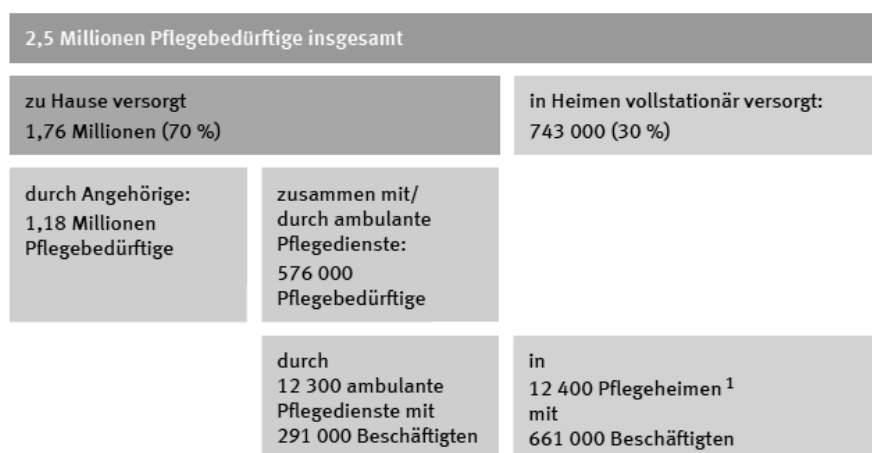 2,5 Millionen Pflegebedürftige insgesamt
zu Hause versorgt
1,76 Millionen (70 %)
in Heimen vollstationär versorgt:
743 000 (30 %)
durch Angehörige:
1,18 Millionen
Pflegebedürftige
zusammen mit/
durch ambulante
Pflegedienste:
576 000
Pflegebedürftige
durch
12 300 ambulante
Pflegedienste mit
291 000 Beschäftigten
in
12 400 Pflegeheimen ¹
mit
661 000 Beschäftigten